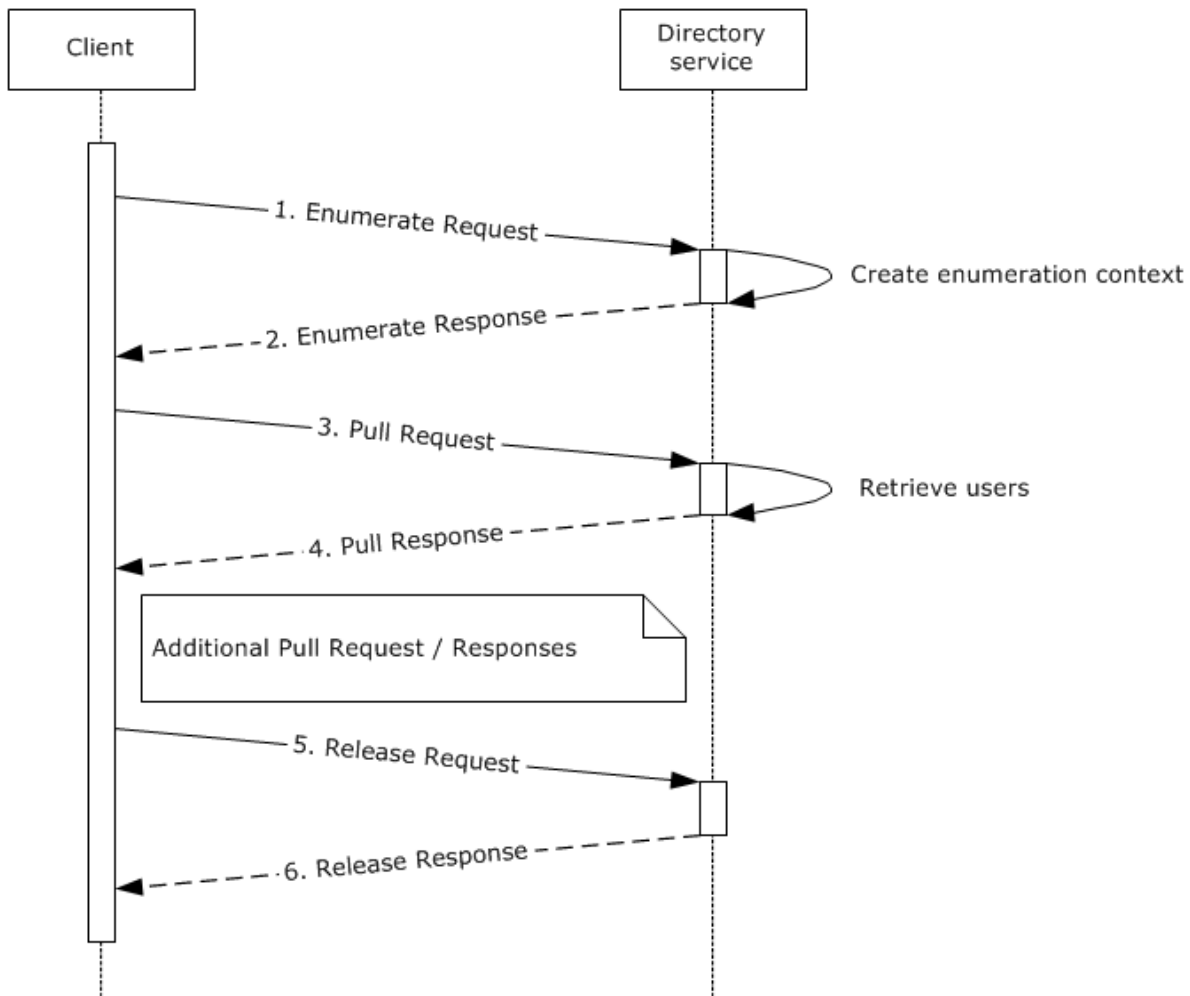 Client
Directory
service
1. Enumerate Request
Create enumeration context
2. Enumerate Response
3. Pull Request
Retrieve users
4. Pull Response
Additional Pull Request / Responses
5. Release Request
6. Release Response